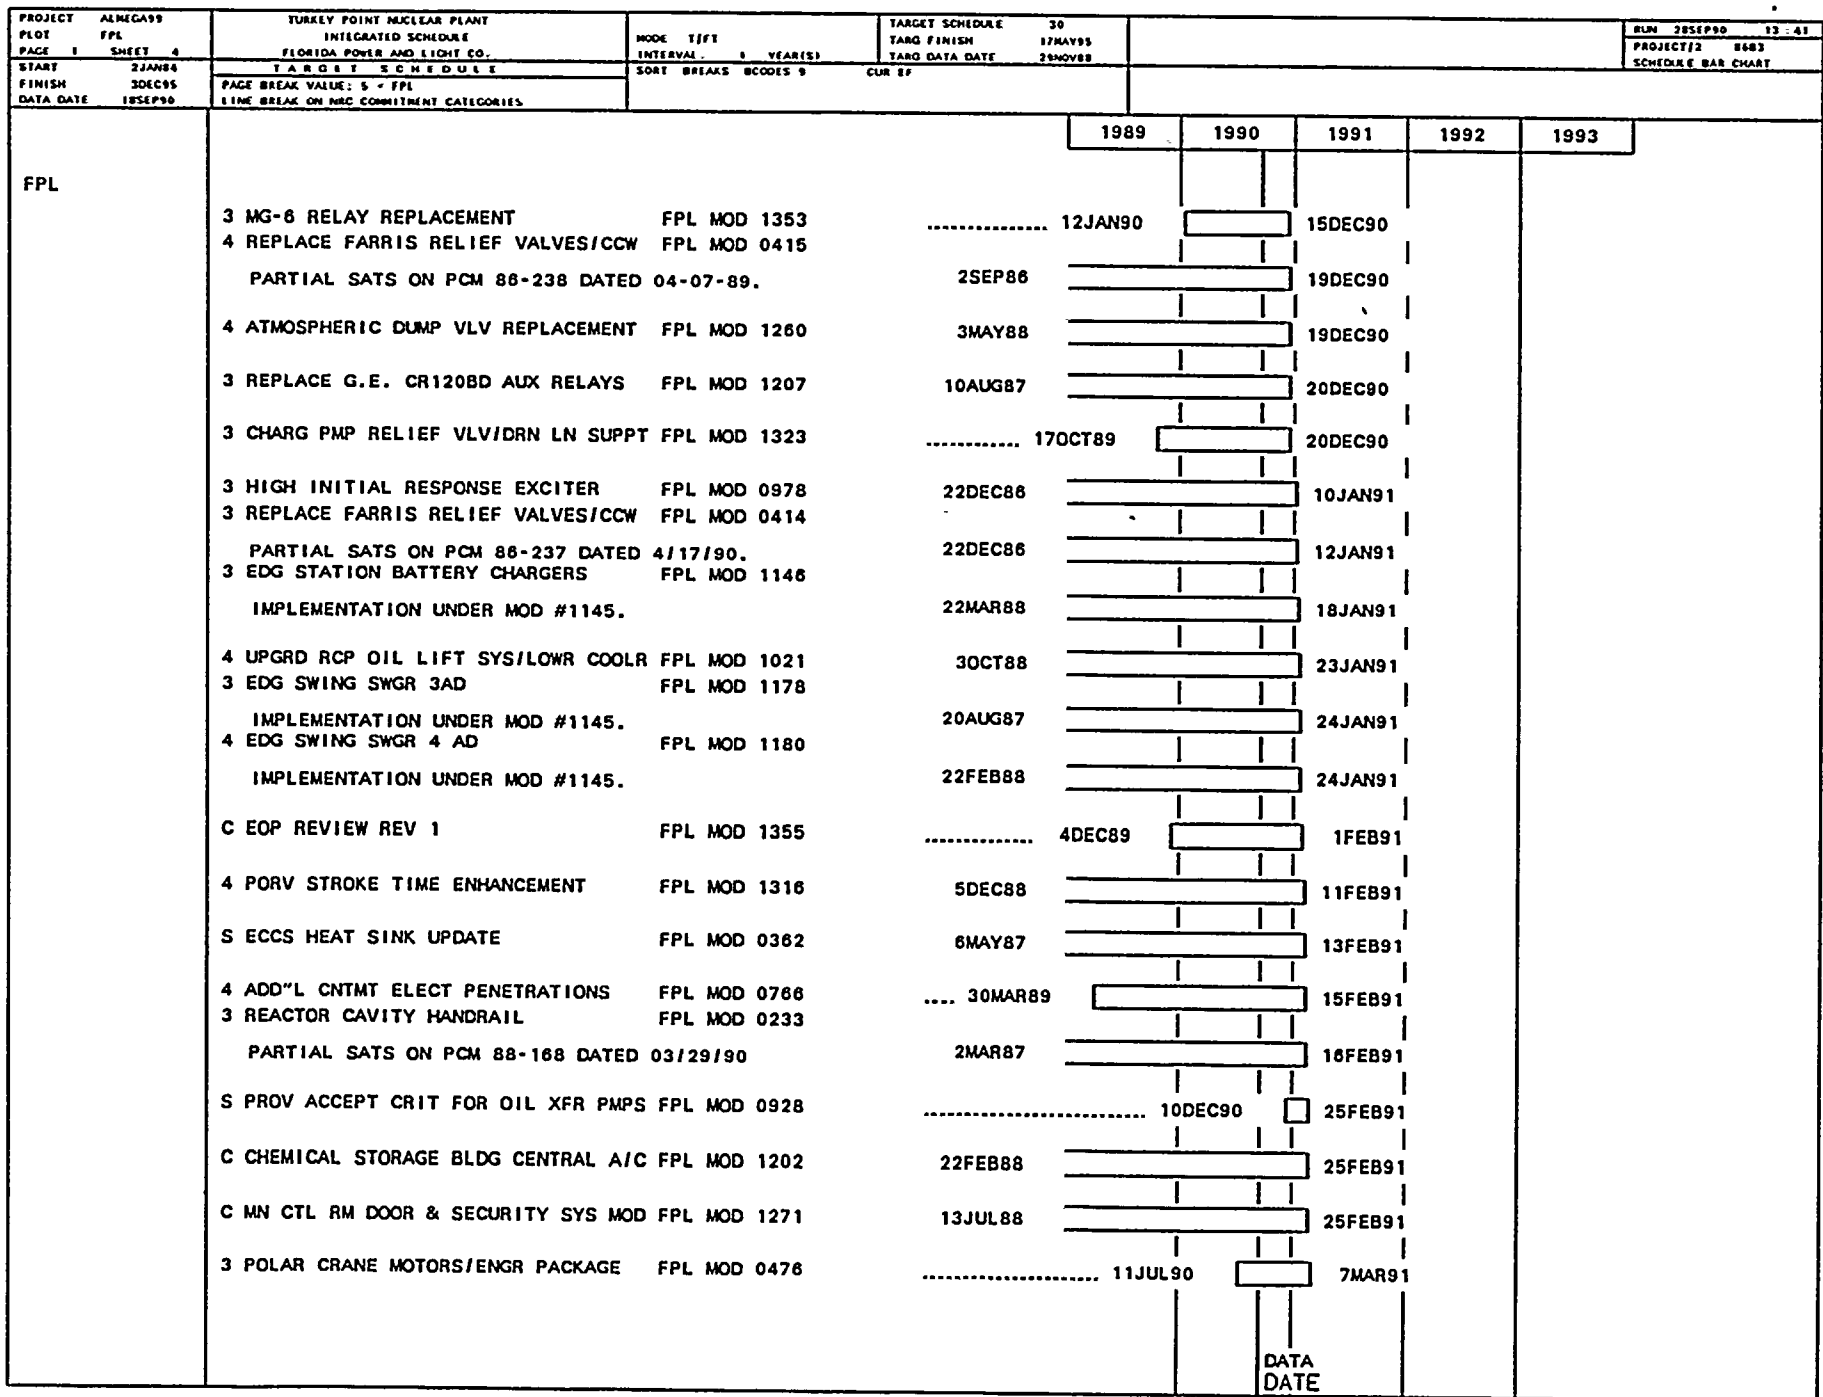 PROJECT ALMEGA99
PLOT FPL
PAGE 1 SHEET 4
START 2JAN84
FINISH 3DEC95
DATA DATE 18SEP90
TURKEY POINT NUCLEAR PLANT
INTEGRATED SCHEDULE
FLORIDA POWER AND LIGHT CO.
TARGET SCHEDULE
PAGE BREAK VALUE: 5 = FPL
LINE BREAK ON NRC COMMITMENT CATEGORIES
MODE T/FT
INTERVAL. 1 YEAR(S)
SORT BREAKS BCODES 9 CUR EF
TARGET SCHEDULE 30
TARG FINISH 17MAY95
TARG DATA DATE 29NOV88
RUN 28SEP90 13:41
PROJECT/2 8683
SCHEDULE BAR CHART
1989 1990 1991 1992 1993
FPL
3 MG-6 RELAY REPLACEMENT FPL MOD 1353 ............... 12JAN90 15DEC90
4 REPLACE FARRIS RELIEF VALVES/CCW FPL MOD 0415
PARTIAL SATS ON PCM 86-238 DATED 04-07-89. 2SEP86 19DEC90
4 ATMOSPHERIC DUMP VLV REPLACEMENT FPL MOD 1260 3MAY88 19DEC90
3 REPLACE G.E. CR120BD AUX RELAYS FPL MOD 1207 10AUG87 20DEC90
3 CHARG PMP RELIEF VLV/DRN LN SUPPT FPL MOD 1323 ............ 17OCT89 20DEC90
3 HIGH INITIAL RESPONSE EXCITER FPL MOD 0978 22DEC86 10JAN91
3 REPLACE FARRIS RELIEF VALVES/CCW FPL MOD 0414
PARTIAL SATS ON PCM 86-237 DATED 4/17/90. 22DEC86 12JAN91
3 EDG STATION BATTERY CHARGERS FPL MOD 1146
IMPLEMENTATION UNDER MOD #1145. 22MAR88 18JAN91
4 UPGRD RCP OIL LIFT SYS/LOWR COOLR FPL MOD 1021 3OCT88 23JAN91
3 EDG SWING SWGR 3AD FPL MOD 1178
IMPLEMENTATION UNDER MOD #1145. 20AUG87 24JAN91
4 EDG SWING SWGR 4 AD FPL MOD 1180
IMPLEMENTATION UNDER MOD #1145. 22FEB88 24JAN91
C EOP REVIEW REV 1 FPL MOD 1355 .............. 4DEC89 1FEB91
4 PORV STROKE TIME ENHANCEMENT FPL MOD 1316 5DEC88 11FEB91
S ECCS HEAT SINK UPDATE FPL MOD 0362 6MAY87 13FEB91
4 ADD"L CNTMT ELECT PENETRATIONS FPL MOD 0766 .... 30MAR89 15FEB91
3 REACTOR CAVITY HANDRAIL FPL MOD 0233
PARTIAL SATS ON PCM 88-168 DATED 03/29/90 2MAR87 16FEB91
S PROV ACCEPT CRIT FOR OIL XFR PMPS FPL MOD 0928 ............................ 10DEC90 25FEB91
C CHEMICAL STORAGE BLDG CENTRAL A/C FPL MOD 1202 22FEB88 25FEB91
C MN CTL RM DOOR & SECURITY SYS MOD FPL MOD 1271 13JUL88 25FEB91
3 POLAR CRANE MOTORS/ENGR PACKAGE FPL MOD 0476 ...................... 11JUL90 7MAR91
DATA
DATE